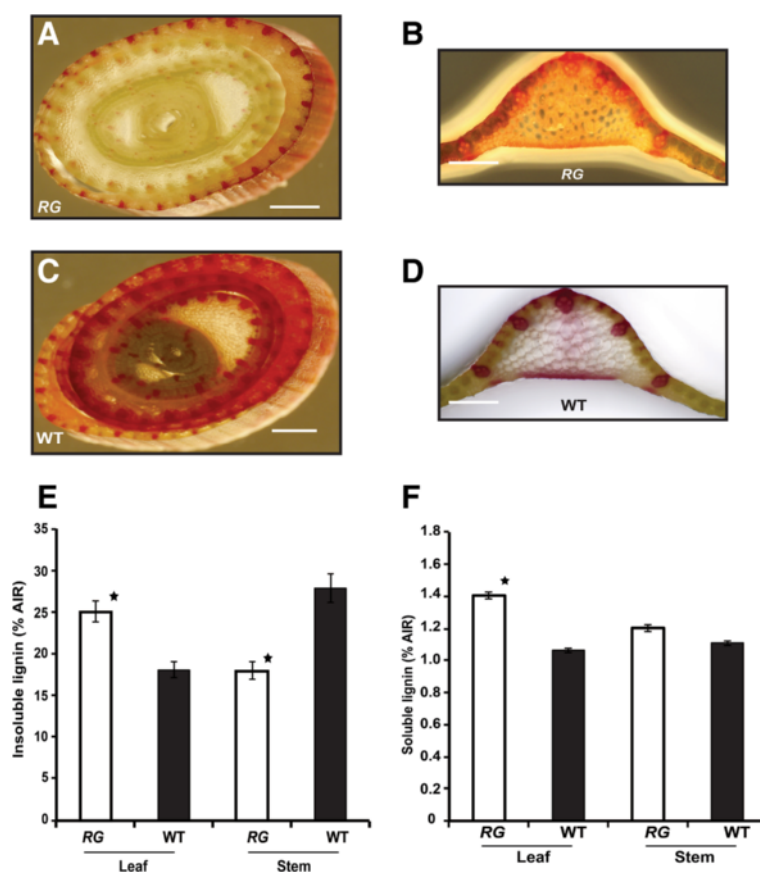 A
RG
B
RG
C
WT
D
WT
E
Insoluble lignin (% AIR)
35
30
25
20
15
10
5
0
RG WT RG WT
Leaf Stem
F
Soluble lignin (% AIR)
1.8
1.6
1.4
1.2
1.0
0.8
0.6
0.4
0.2
0
RG WT RG WT
Leaf Stem